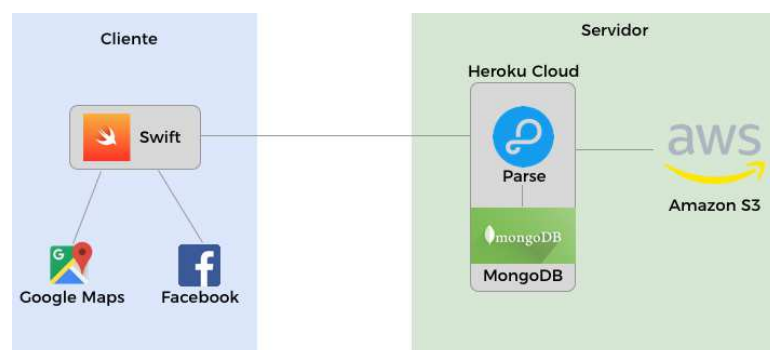 Cliente
Servidor
Heroku Cloud
Swift
aws
Parse
Amazon S3
mongoDB
G
Google Maps
Facebook
MongoDB